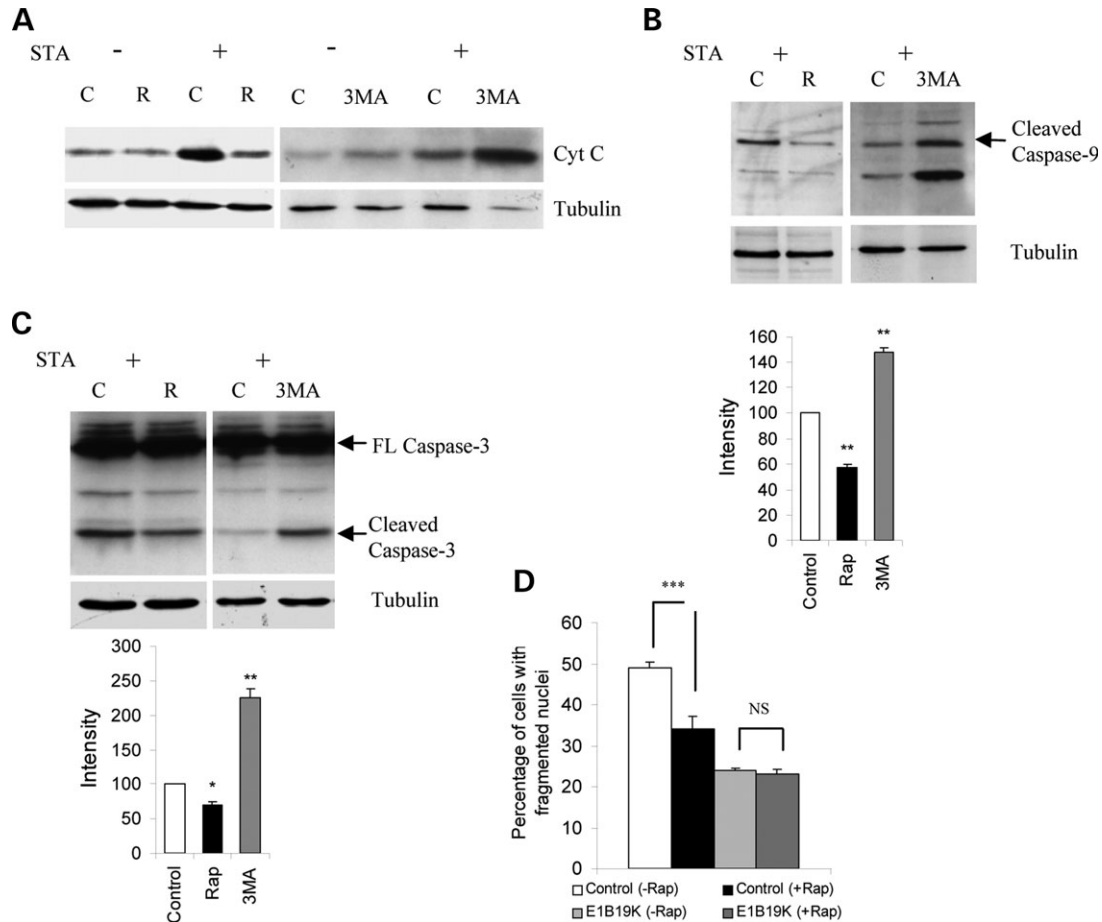 A
STA - + - +
C R C R C 3MA C 3MA
Cyt C
Tubulin
B
STA + +
C R C 3MA
Cleaved
Caspase-9
Tubulin
160
140
120
100
80
60
40
20
0
Intensity
**
**
Control
Rap
3MA
C
STA + +
C R C 3MA
FL Caspase-3
Cleaved
Caspase-3
Tubulin
300
250
200
150
100
50
0
Intensity
*
**
Control
Rap
3MA
D
Percentage of cells with
fragmented nuclei
60
50
40
30
20
10
0
***
NS
Control (-Rap) Control (+Rap)
E1B19K (-Rap) E1B19K (+Rap)